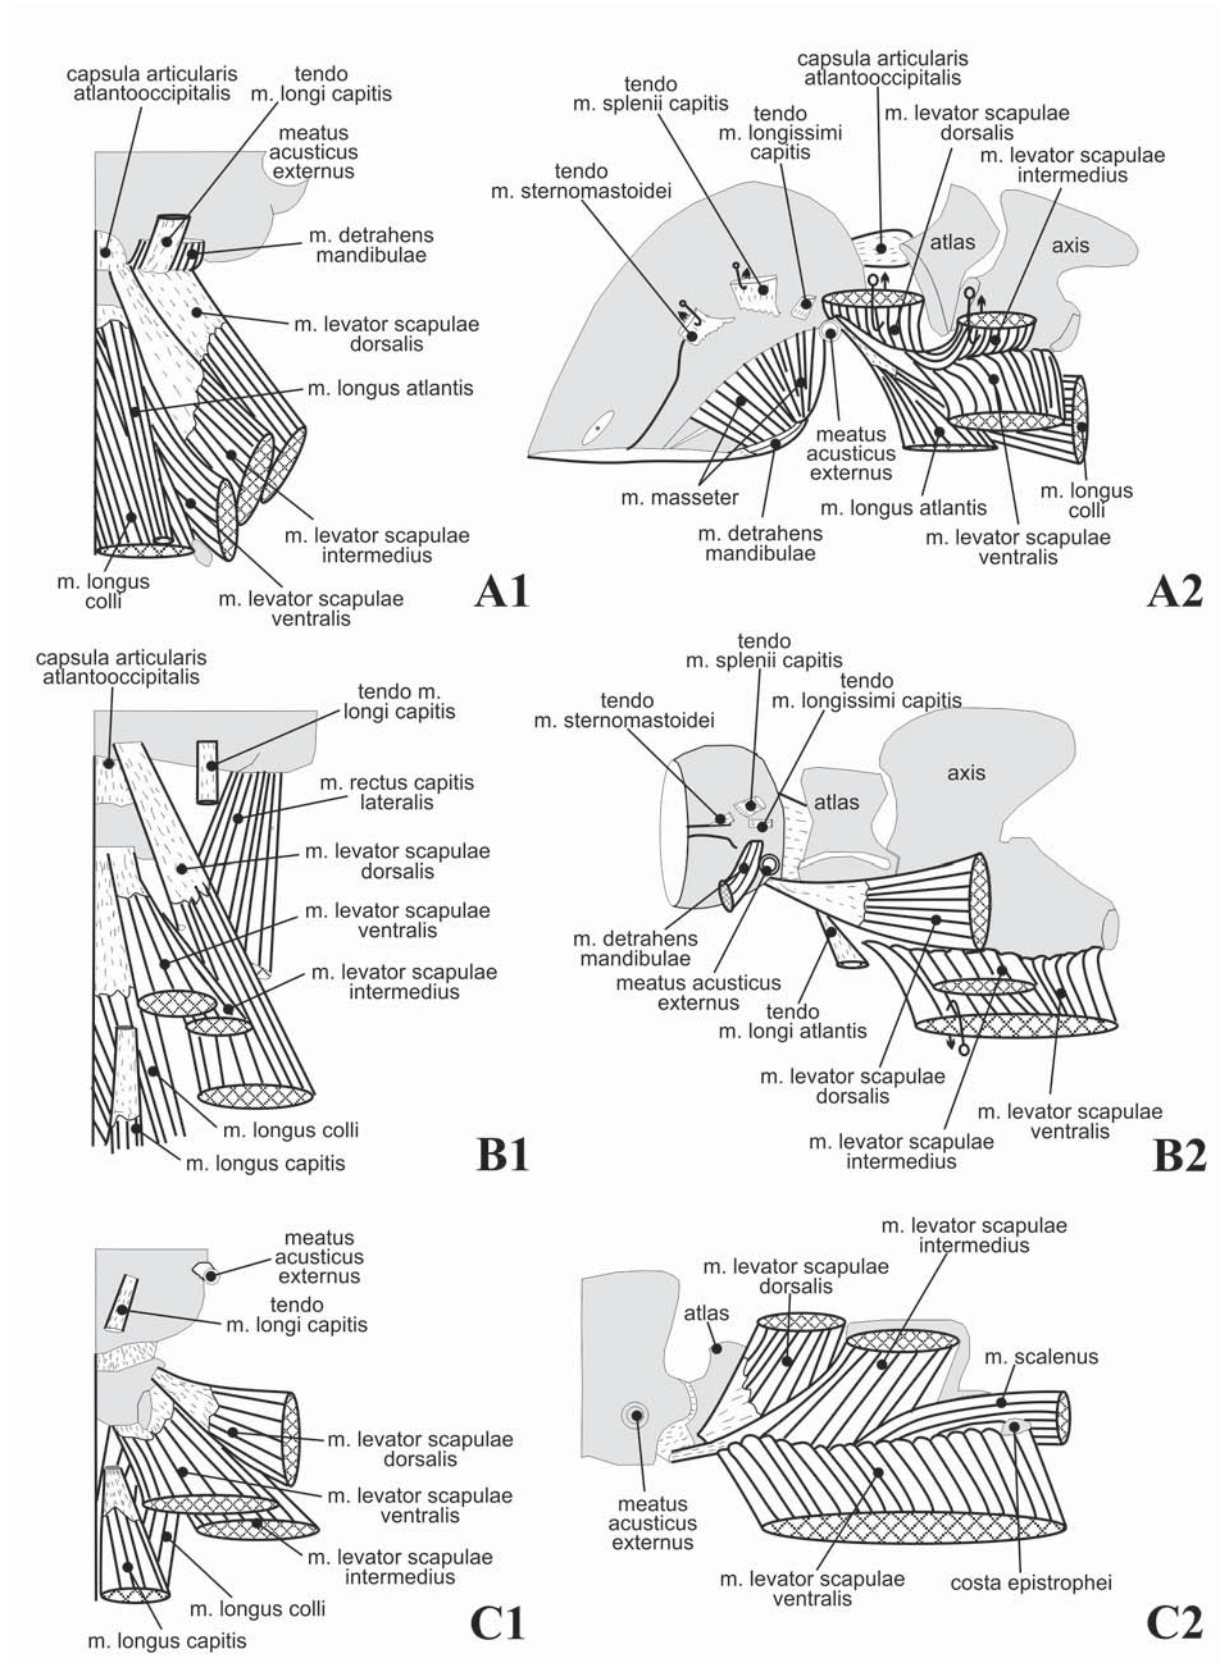 capsula articularis
atlantooccipitalis
tendo
m. longi capitis
meatus
acusticus
externus
m. detrahens
mandibulae
m. levator scapulae
dorsalis
m. longus atlantis
m. levator scapulae
intermedius
m. longus
colli
m. levator scapulae
ventralis
A1
capsula articularis
atlantooccipitalis
tendo
m. splenii capitis
tendo
m. longissimi
capitis
m. levator scapulae
dorsalis
m. levator scapulae
intermedius
tendo
m. sternomastoidei
atlas
axis
meatus
acusticus
externus
m. masseter
m. longus atlantis
m. longus
colli
m. detrahens
mandibulae
m. levator scapulae
ventralis
A2
capsula articularis
atlantooccipitalis
tendo m.
longi capitis
m. rectus capitis
lateralis
m. levator scapulae
dorsalis
m. levator scapulae
ventralis
m. levator scapulae
intermedius
m. longus colli
m. longus capitis
B1
tendo
m. splenii capitis
tendo
m. longissimi capitis
tendo
m. sternomastoidei
atlas
axis
m. detrahens
mandibulae
meatus acusticus
externus
tendo
m. longi atlantis
m. levator scapulae
dorsalis
m. levator scapulae
ventralis
m. levator scapulae
intermedius
B2
meatus
acusticus
externus
tendo
m. longi capitis
m. levator scapulae
dorsalis
m. levator scapulae
ventralis
m. levator scapulae
intermedius
m. longus colli
m. longus capitis
C1
m. levator scapulae
intermedius
m. levator scapulae
dorsalis
atlas
m. scalenus
meatus
acusticus
externus
m. levator scapulae
ventralis
costa epistrophei
C2